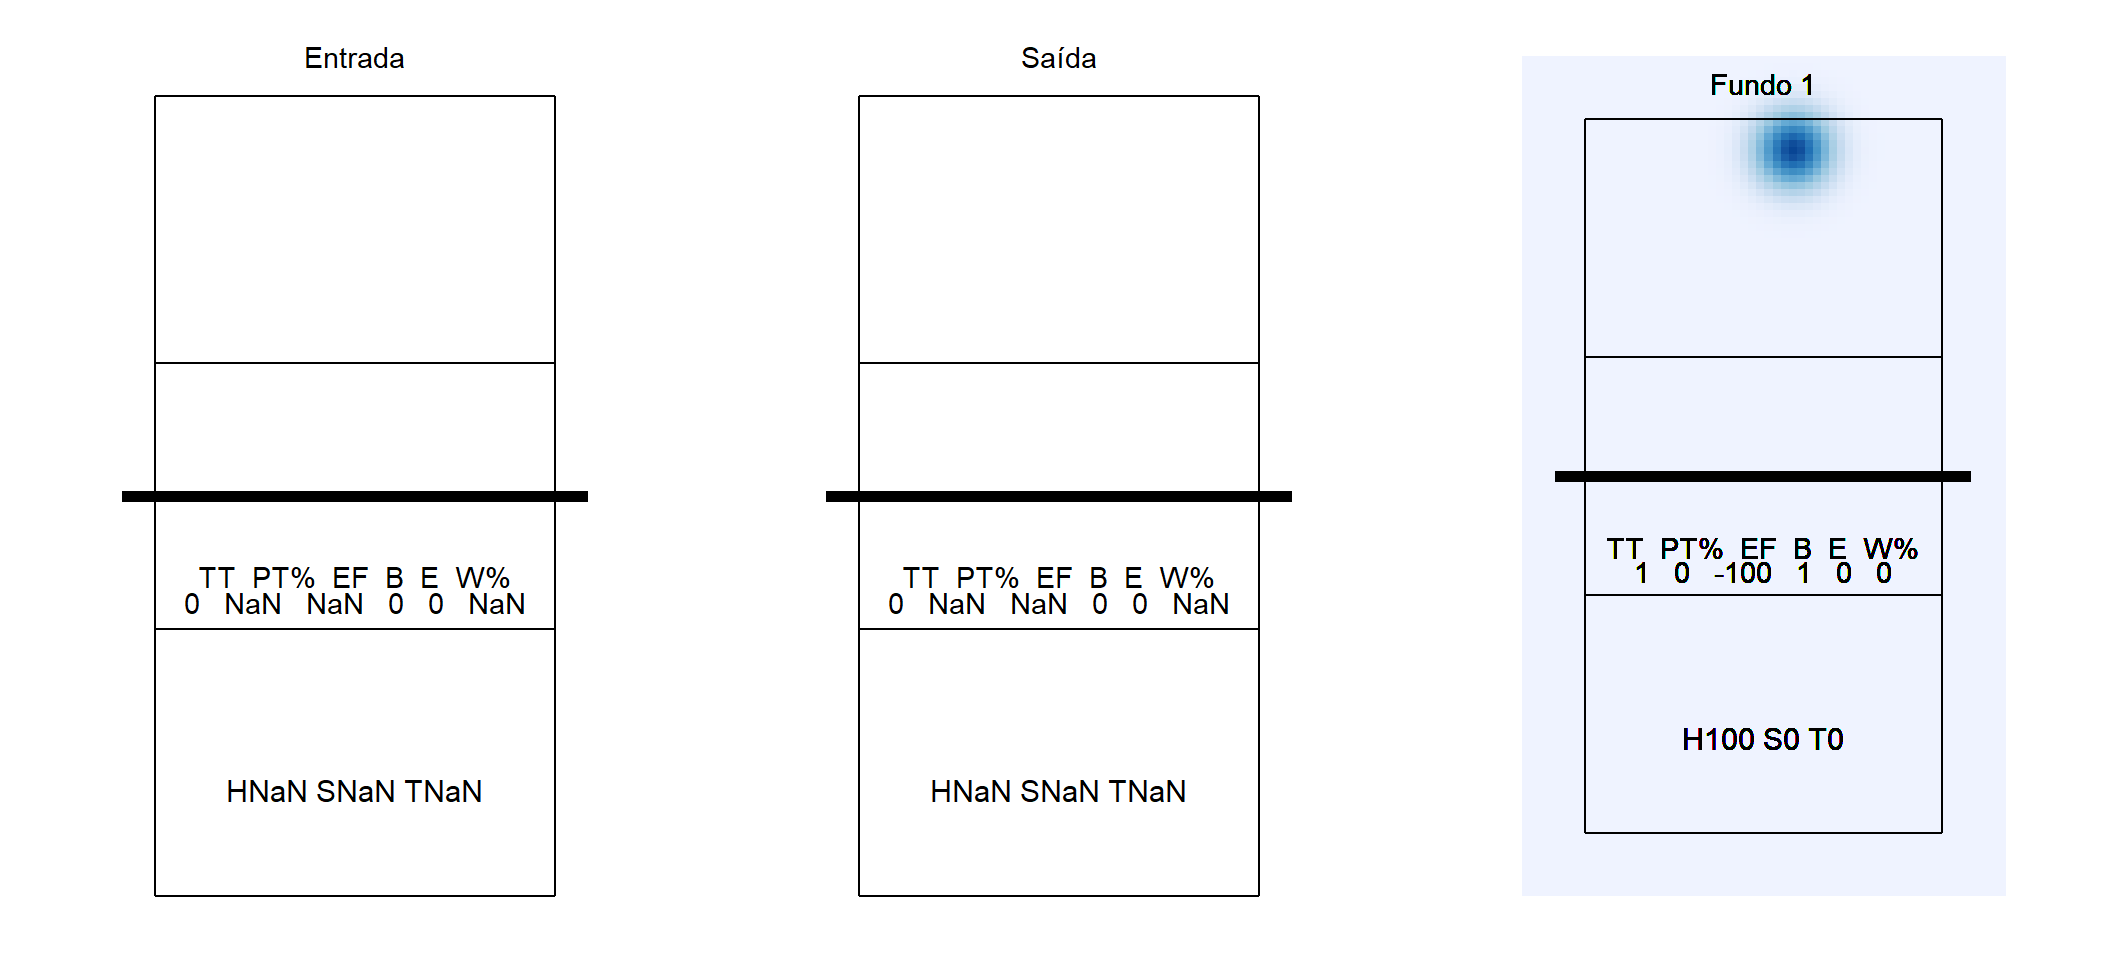 Entrada
TT PT% EF B E W%
0 NaN NaN 0 0 NaN
HNaN SNaN TNaN
Saída
TT PT% EF B E W%
0 NaN NaN 0 0 NaN
HNaN SNaN TNaN
Fundo 1
TT PT% EF B E W%
1 0 -100 1 0 0
H100 S0 T0